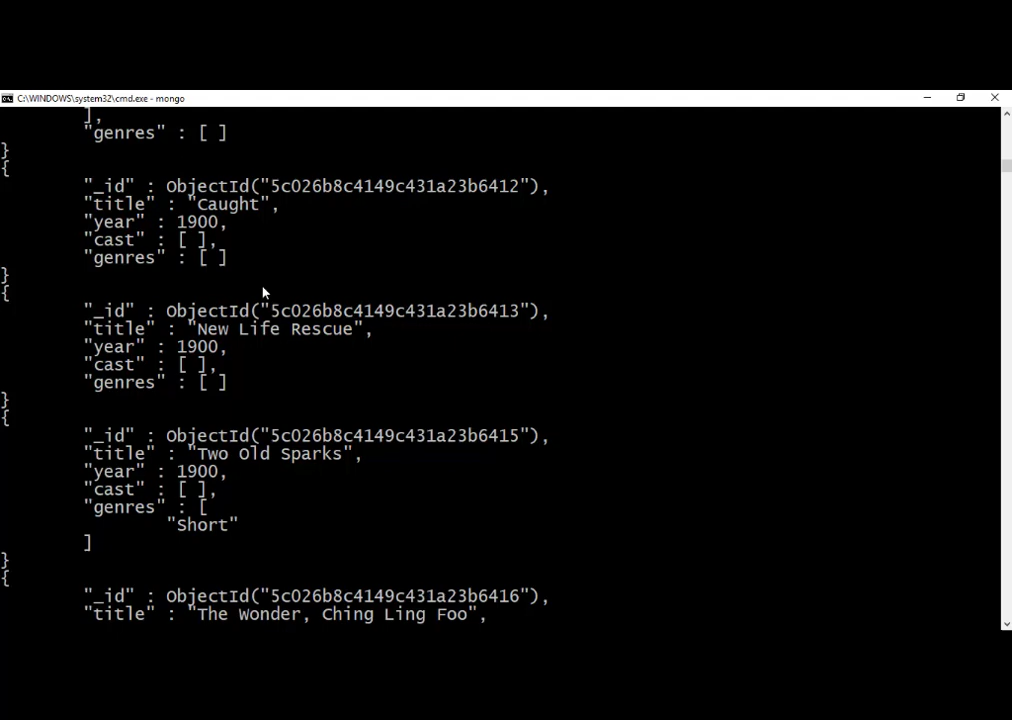 C:\WINDOWS\system32\cmd.exe - mongo
],
"genres" : [ ]
}
{
"_id" : ObjectId("5c026b8c4149c431a23b6412"),
"title" : "Caught",
"year" : 1900,
"cast" : [ ],
"genres" : [ ]
}
{
"_id" : ObjectId("5c026b8c4149c431a23b6413"),
"title" : "New Life Rescue",
"year" : 1900,
"cast" : [ ],
"genres" : [ ]
}
{
"_id" : ObjectId("5c026b8c4149c431a23b6415"),
"title" : "Two Old Sparks",
"year" : 1900,
"cast" : [ ],
"genres" : [
"Short"
]
}
{
"_id" : ObjectId("5c026b8c4149c431a23b6416"),
"title" : "The Wonder, Ching Ling Foo",